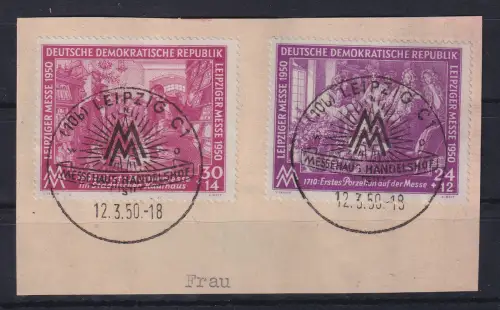 DEUTSCHE DEMOKRATISCHE REPUBLIK
LEIPZIGER MESSE 1950
LEIPZIGER MESSE 1950
30
+14
(10b) LEIPZIG C1
MESSEHAUS HANDELSHOF
12.3.50.-18
DEUTSCHE DEMOKRATISCHE REPUBLIK
LEIPZIGER MESSE 1950
LEIPZIGER MESSE 1950
24
+12
1710: Erstes Porzellan auf der Messe
(10b) LEIPZIG C1
MESSEHAUS HANDELSHOF
12.3.50.-18
Frau